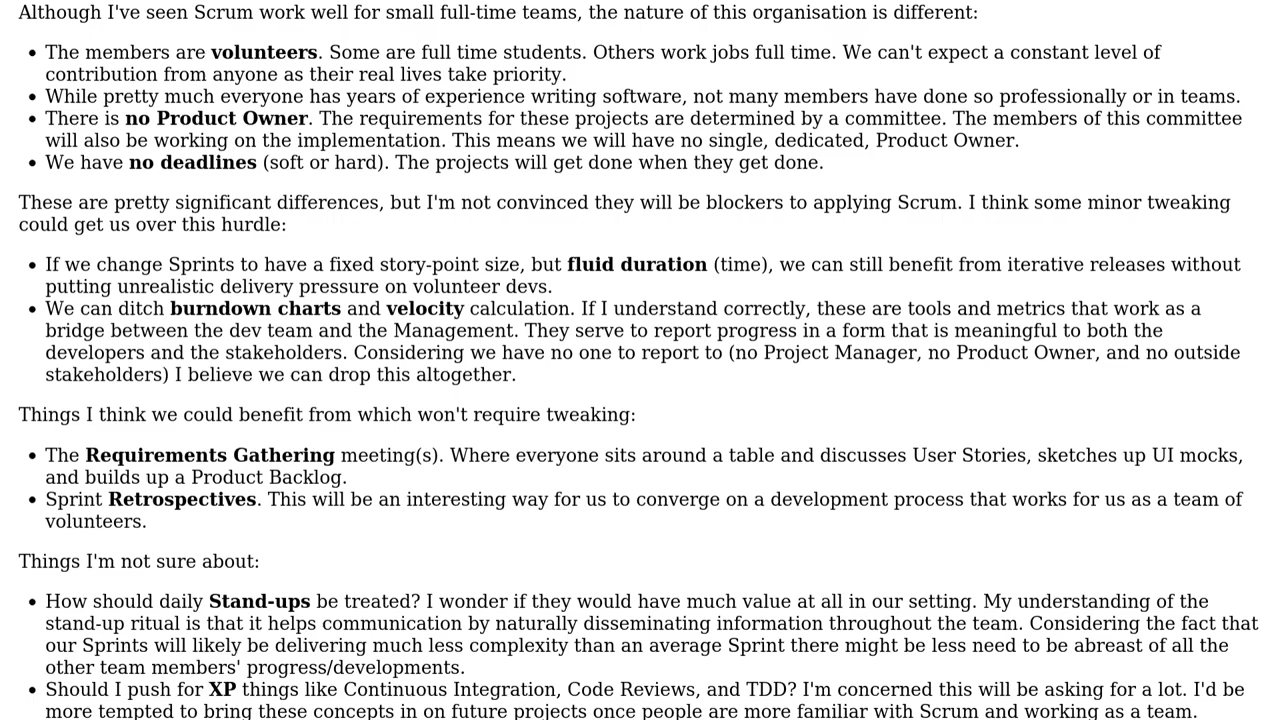 Although I've seen Scrum work well for small full-time teams, the nature of this organisation is different:
• The members are volunteers. Some are full time students. Others work jobs full time. We can't expect a constant level of
contribution from anyone as their real lives take priority.
• While pretty much everyone has years of experience writing software, not many members have done so professionally or in teams.
• There is no Product Owner. The requirements for these projects are determined by a committee. The members of this committee
will also be working on the implementation. This means we will have no single, dedicated, Product Owner.
• We have no deadlines (soft or hard). The projects will get done when they get done.
These are pretty significant differences, but I'm not convinced they will be blockers to applying Scrum. I think some minor tweaking
could get us over this hurdle:
• If we change Sprints to have a fixed story-point size, but fluid duration (time), we can still benefit from iterative releases without
putting unrealistic delivery pressure on volunteer devs.
• We can ditch burndown charts and velocity calculation. If I understand correctly, these are tools and metrics that work as a
bridge between the dev team and the Management. They serve to report progress in a form that is meaningful to both the
developers and the stakeholders. Considering we have no one to report to (no Project Manager, no Product Owner, and no outside
stakeholders) I believe we can drop this altogether.
Things I think we could benefit from which won't require tweaking:
• The Requirements Gathering meeting(s). Where everyone sits around a table and discusses User Stories, sketches up UI mocks,
and builds up a Product Backlog.
• Sprint Retrospectives. This will be an interesting way for us to converge on a development process that works for us as a team of
volunteers.
Things I'm not sure about:
• How should daily Stand-ups be treated? I wonder if they would have much value at all in our setting. My understanding of the
stand-up ritual is that it helps communication by naturally disseminating information throughout the team. Considering the fact that
our Sprints will likely be delivering much less complexity than an average Sprint there might be less need to be abreast of all the
other team members' progress/developments.
• Should I push for XP things like Continuous Integration, Code Reviews, and TDD? I'm concerned this will be asking for a lot. I'd be
more tempted to bring these concepts in on future projects once people are more familiar with Scrum and working as a team.